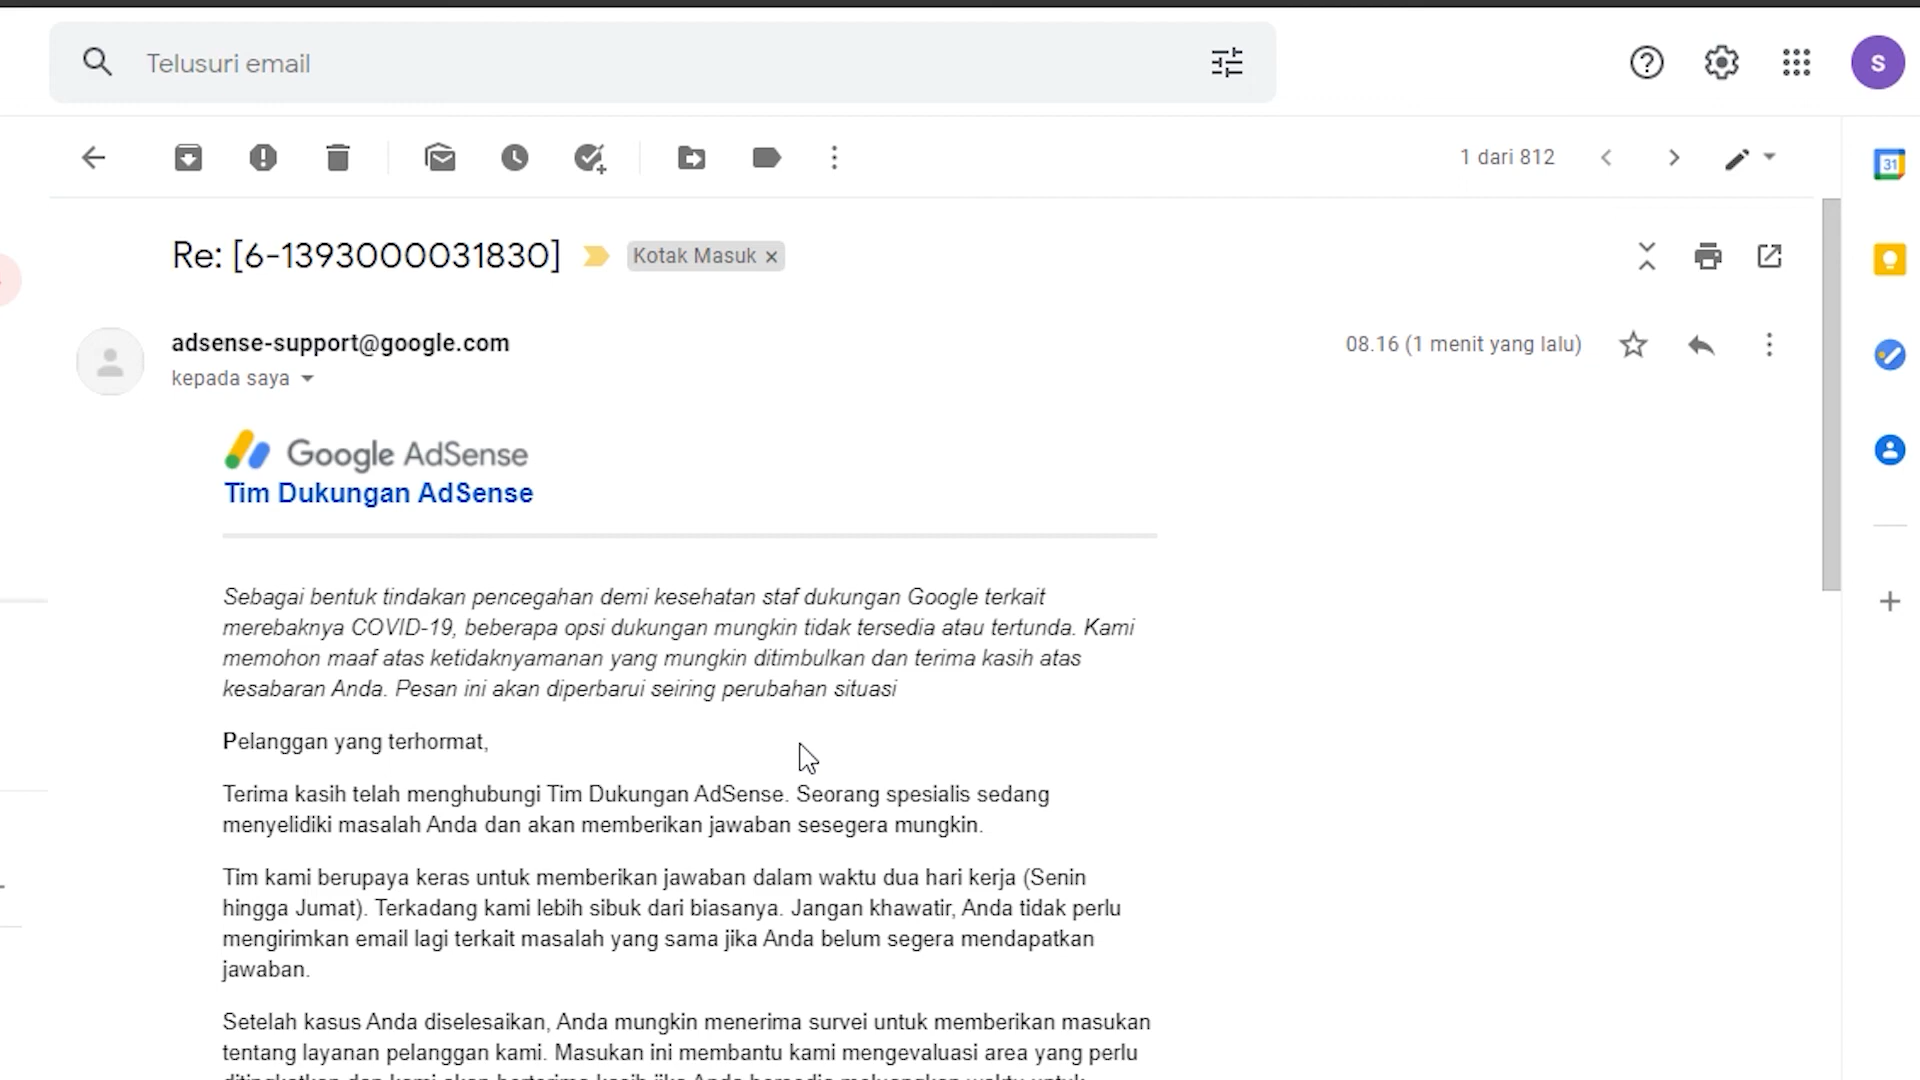 Telusuri email
S
1 dari 812
31
Re: [6-1393000031830]
Kotak Masuk ×
adsense-support@google.com
08.16 (1 menit yang lalu)
kepada saya
Google AdSense
Tim Dukungan AdSense
Sebagai bentuk tindakan pencegahan demi kesehatan staf dukungan Google terkait
merebaknya COVID-19, beberapa opsi dukungan mungkin tidak tersedia atau tertunda. Kami
memohon maaf atas ketidaknyamanan yang mungkin ditimbulkan dan terima kasih atas
kesabaran Anda. Pesan ini akan diperbarui seiring perubahan situasi
Pelanggan yang terhormat,
Terima kasih telah menghubungi Tim Dukungan AdSense. Seorang spesialis sedang
menyelidiki masalah Anda dan akan memberikan jawaban sesegera mungkin.
Tim kami berupaya keras untuk memberikan jawaban dalam waktu dua hari kerja (Senin
hingga Jumat). Terkadang kami lebih sibuk dari biasanya. Jangan khawatir, Anda tidak perlu
mengirimkan email lagi terkait masalah yang sama jika Anda belum segera mendapatkan
jawaban.
Setelah kasus Anda diselesaikan, Anda mungkin menerima survei untuk memberikan masukan
tentang layanan pelanggan kami. Masukan ini membantu kami mengevaluasi area yang perlu